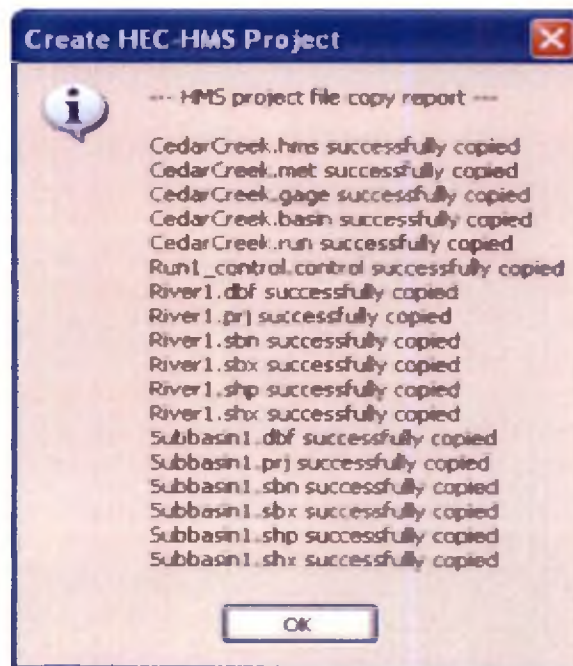 Create HEC-HMS Project
--- HMS project file copy report ---
CedarCreek.hms successfully copied
CedarCreek.met successfully copied
CedarCreek.gage successfully copied
CedarCreek.basin successfully copied
CedarCreek.run successfully copied
Run1_control.control successfully copied
River1.dbf successfully copied
River1.prj successfully copied
River1.sbn successfully copied
River1.sbx successfully copied
River1.shp successfully copied
River1.shx successfully copied
Subbasin1.dbf successfully copied
Subbasin1.prj successfully copied
Subbasin1.sbn successfully copied
Subbasin1.sbx successfully copied
Subbasin1.shp successfully copied
Subbasin1.shx successfully copied
OK